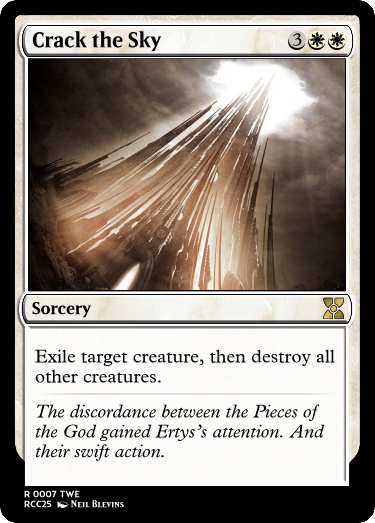 Crack the Sky 3
Sorcery
Exile target creature, then destroy all
other creatures.
The discordance between the Pieces of
the God gained Ertys's attention. And
their swift action.
R 0007 TWE
RCC25 Neil Blevins